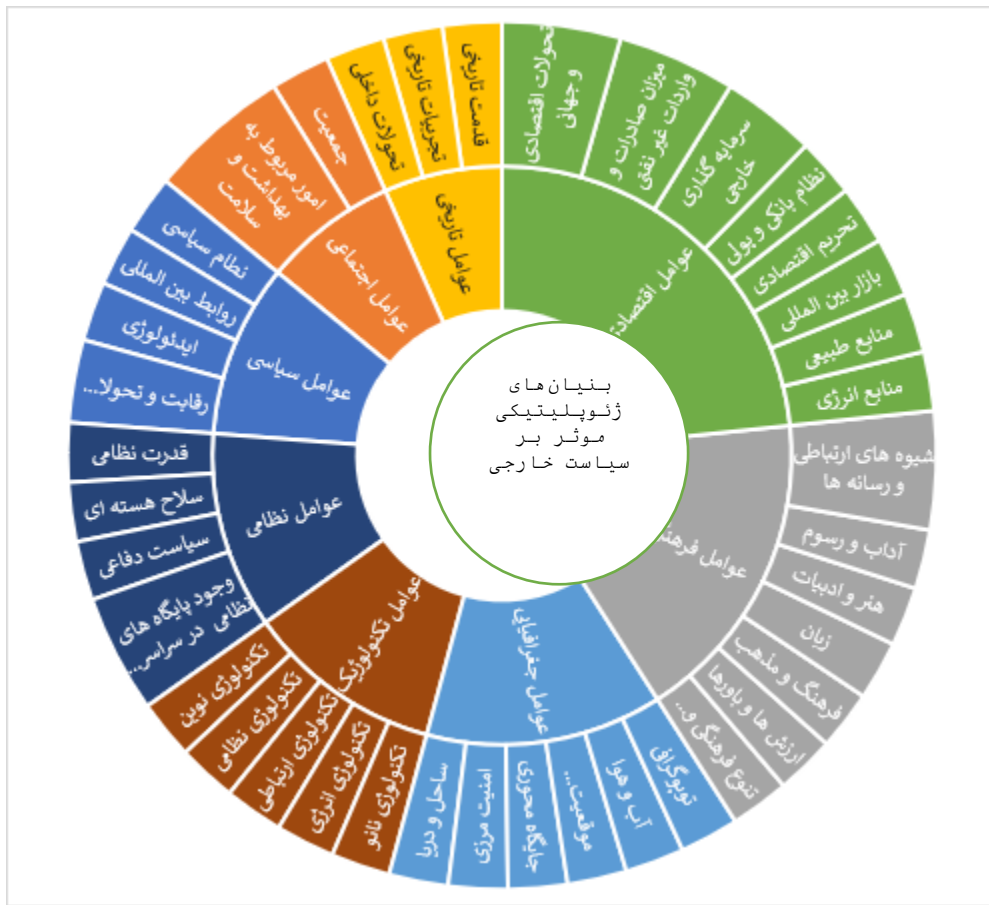 بنیان‌های
ژئوپلیتیکی
موثر بر
سیاست خارجی
عوامل اقتصادی
تحولات اقتصادی
و جهانی
میزان صادرات و
واردات غیر نفتی
سرمایه گذاری
خارجی
نظام بانکی و پولی
تحریم اقتصادی
بازار بین المللی
منابع طبیعی
منابع انرژی
عوامل فرهنگ
شیوه های ارتباطی
و رسانه ها
آداب و رسوم
هنر و ادبیات
زبان
فرهنگ و مذهب
ارزش ها و باورها
تنوع فرهنگی و...
عوامل جغرافیایی
توپوگرافی
آب و هوا
موقعیت...
جایگاه محوری
امنیت مرزی
ساحل و دریا
عوامل تکنولوژیک
تکنولوژی نانو
تکنولوژی انرژی
تکنولوژی ارتباطی
تکنولوژی نظامی
تکنولوژی نوین
عوامل نظامی
وجود پایگاه های
نظامی در سراسر...
سیاست دفاعی
سلاح هسته ای
قدرت نظامی
عوامل سیاسی
رقابت و تحولا...
ایدئولوژی
روابط بین المللی
نظام سیاسی
عوامل اجتماعی
امور مربوط به
بهداشت و
سلامت
جمعیت
عوامل تاریخی
تحولات داخلی
تجربیات تاریخی
قدمت تاریخی